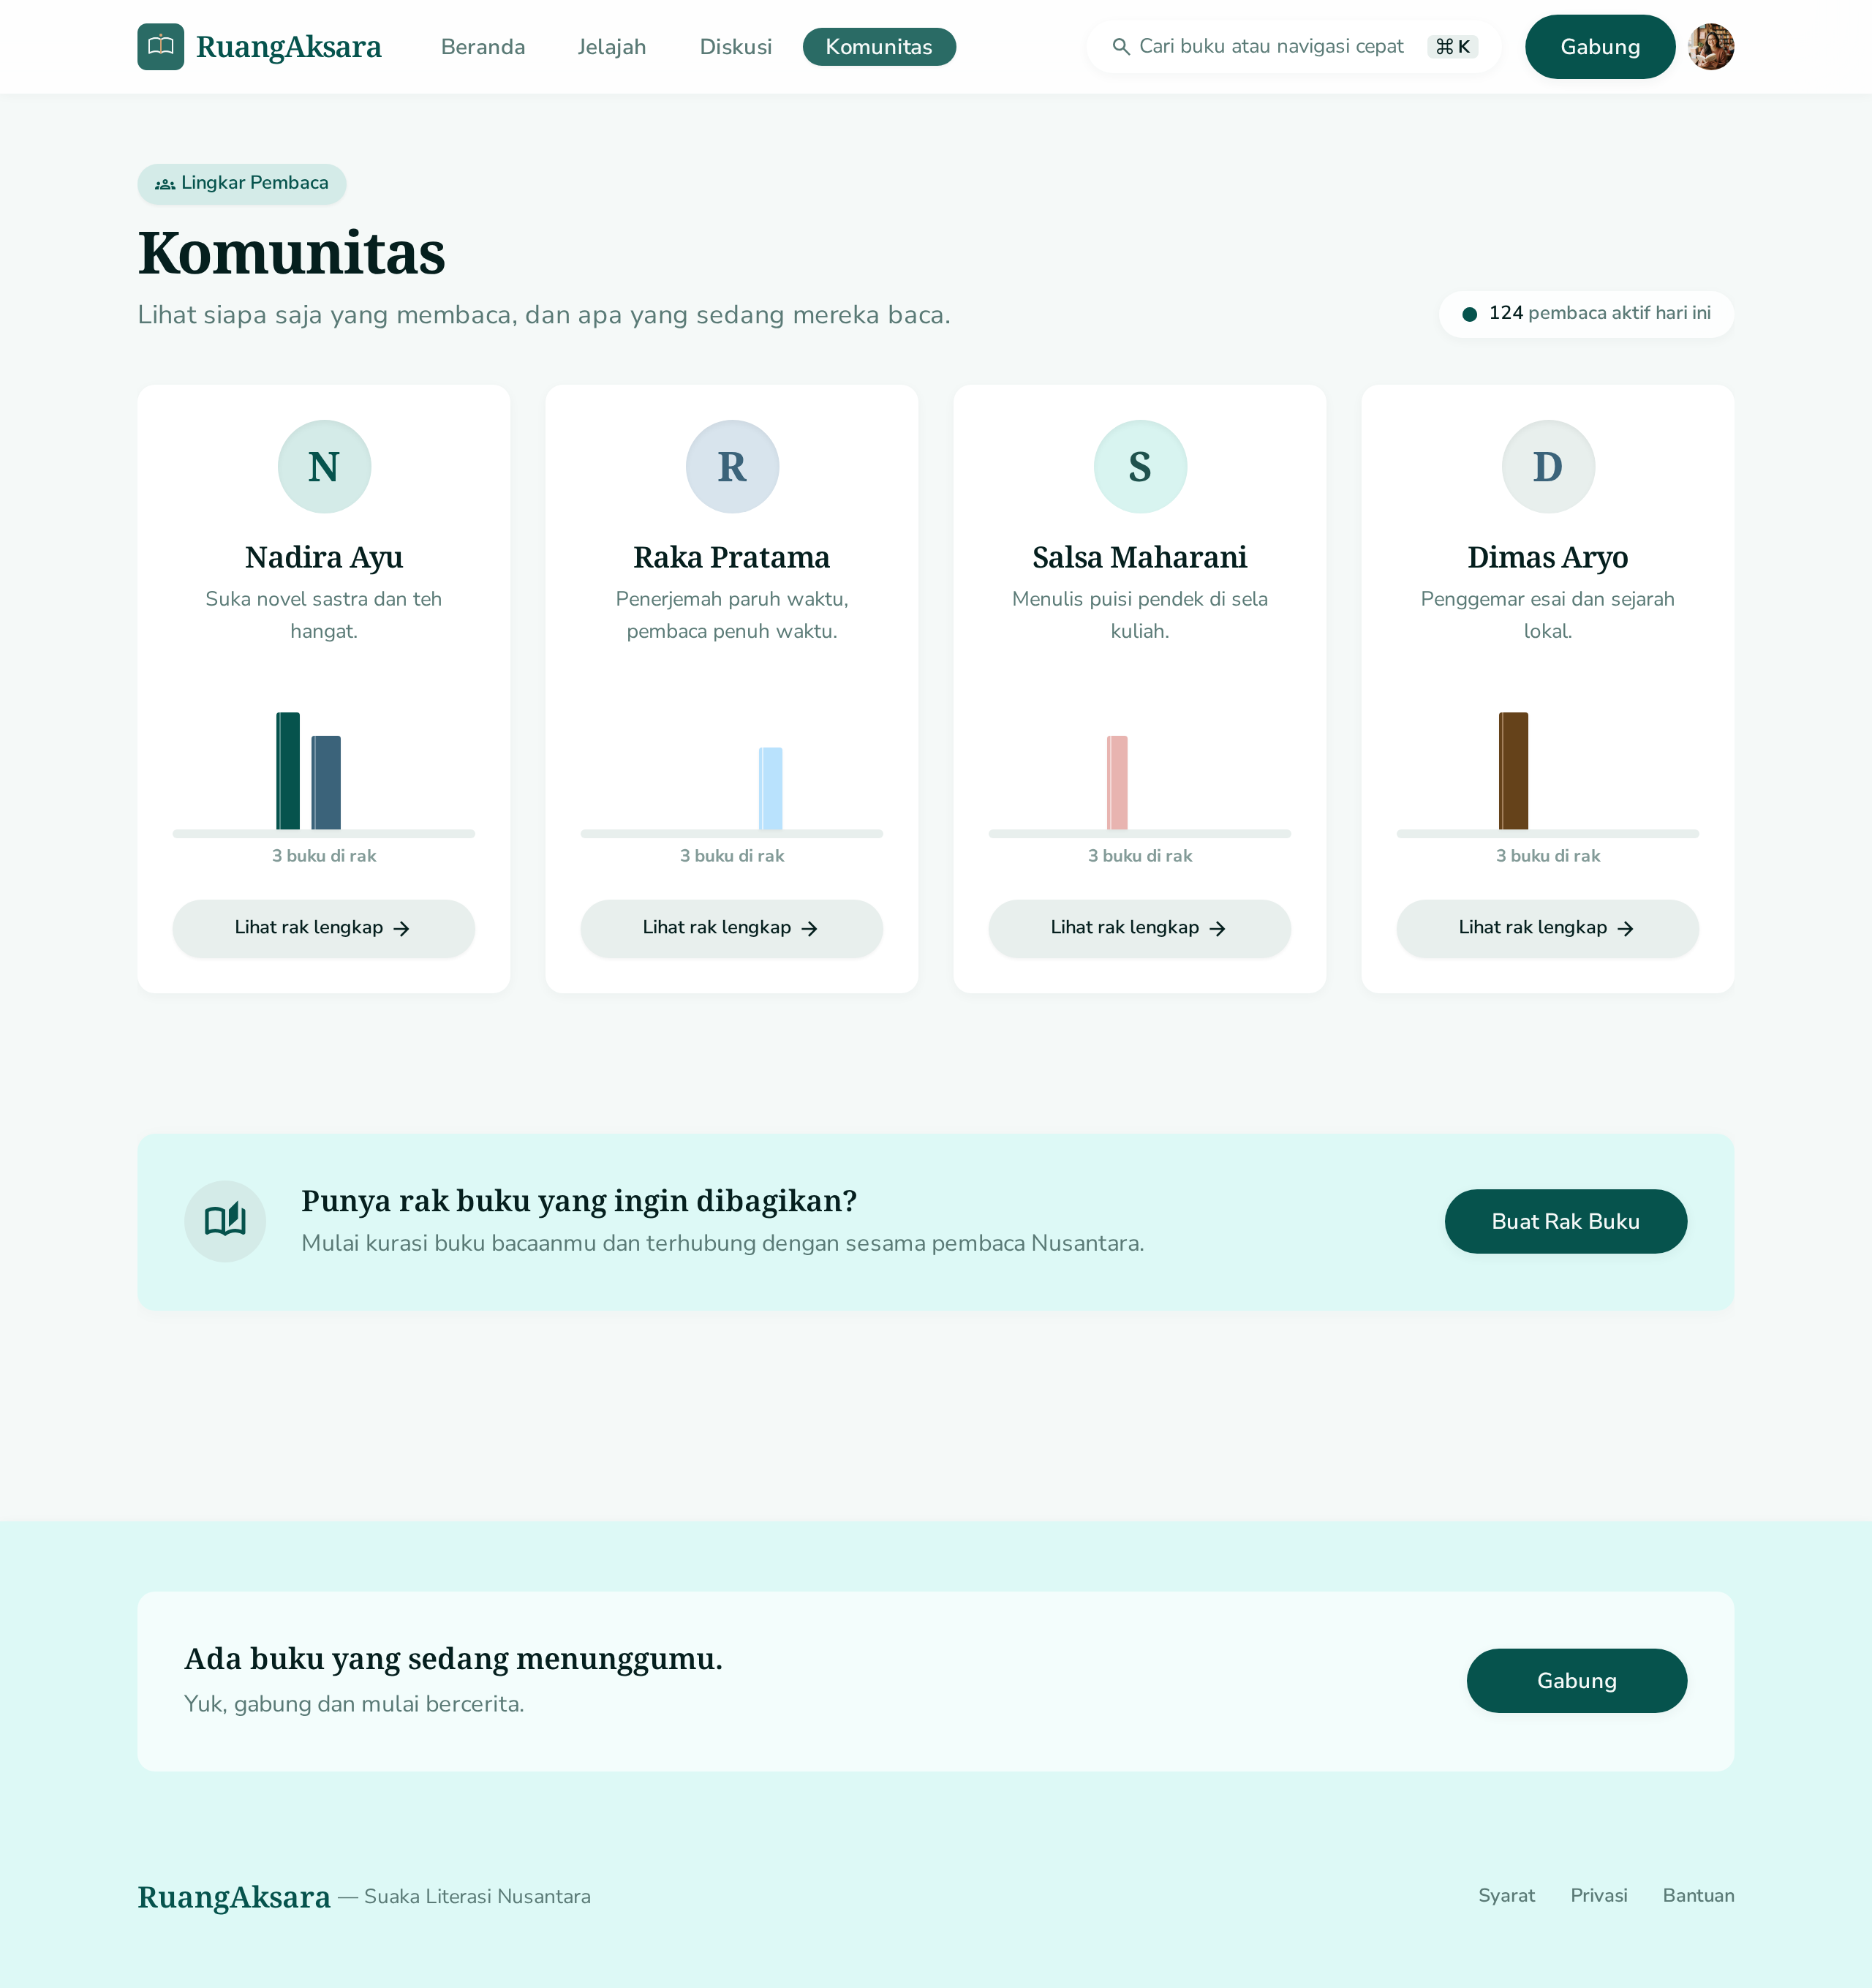 RuangAksara
Beranda
Jelajah
Diskusi
Komunitas
Cari buku atau navigasi cepat
⌘ K
Gabung
Lingkar Pembaca
Komunitas
Lihat siapa saja yang membaca, dan apa yang sedang mereka baca.
124 pembaca aktif hari ini
N
Nadira Ayu
Suka novel sastra dan teh
hangat.
3 buku di rak
Lihat rak lengkap →
R
Raka Pratama
Penerjemah paruh waktu,
pembaca penuh waktu.
3 buku di rak
Lihat rak lengkap →
S
Salsa Maharani
Menulis puisi pendek di sela
kuliah.
3 buku di rak
Lihat rak lengkap →
D
Dimas Aryo
Penggemar esai dan sejarah
lokal.
3 buku di rak
Lihat rak lengkap →
Punya rak buku yang ingin dibagikan?
Mulai kurasi buku bacaanmu dan terhubung dengan sesama pembaca Nusantara.
Buat Rak Buku
Ada buku yang sedang menunggumu.
Yuk, gabung dan mulai bercerita.
Gabung
RuangAksara — Suaka Literasi Nusantara
Syarat
Privasi
Bantuan